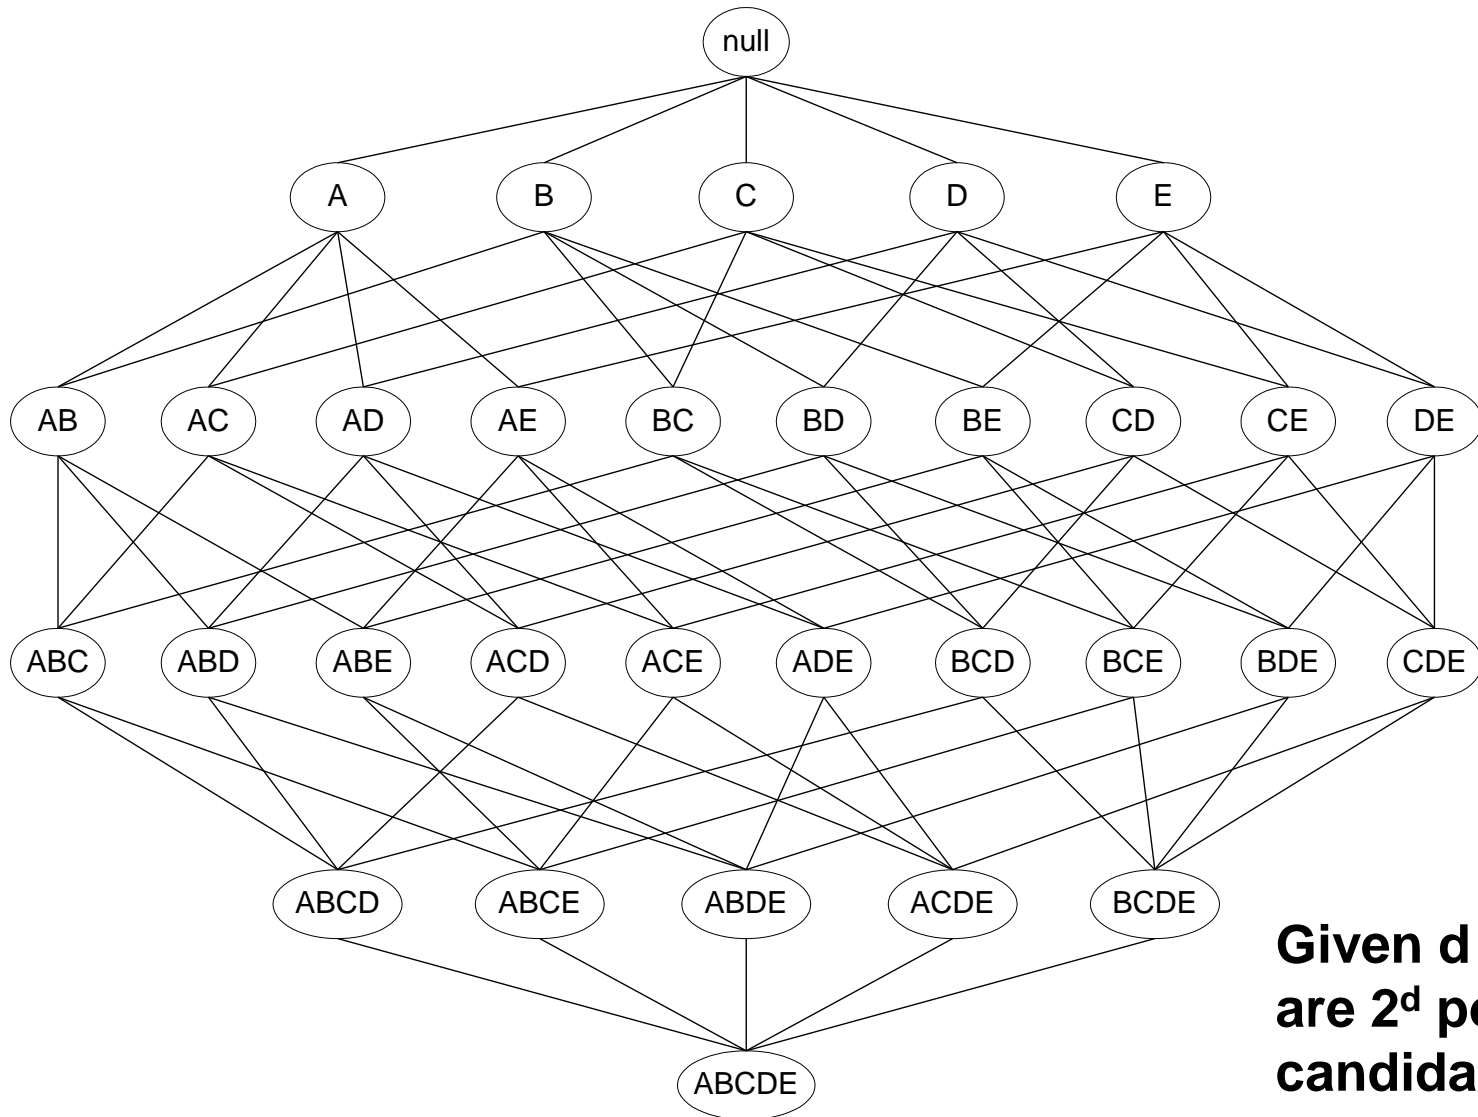 null
A B C D E
AB AC AD AE BC BD BE CD CE DE
ABC ABD ABE ACD ACE ADE BCD BCE BDE CDE
ABCD ABCE ABDE ACDE BCDE
ABCDE
Given d
are 2ᵈ